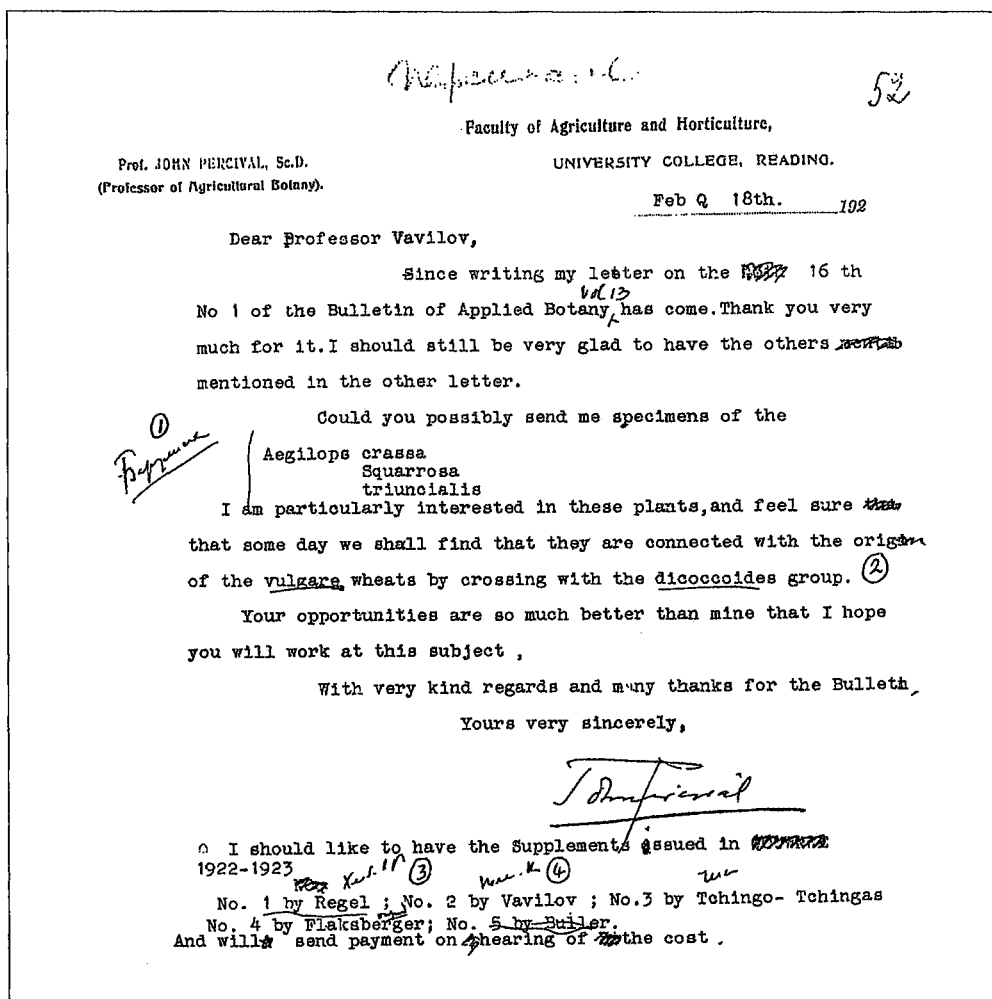 52
Faculty of Agriculture and Horticulture,
Prof. JOHN PERCIVAL, Sc.D.
UNIVERSITY COLLEGE, READING.
(Professor of Agricultural Botany).
Feb Q 18th. 192
Dear Professor Vavilov,
Since writing my letter on the 16 th
Vol 13
No 1 of the Bulletin of Applied Botany, has come.Thank you very
much for it.I should still be very glad to have the others
mentioned in the other letter.
Could you possibly send me specimens of the
①
Aegilops crassa
Squarrosa
triuncialis
I am particularly interested in these plants,and feel sure
that some day we shall find that they are connected with the origin
of the vulgare wheats by crossing with the dicoccoides group. ②
Your opportunities are so much better than mine that I hope
you will work at this subject ,
With very kind regards and many thanks for the Bulletin,
Yours very sincerely,
John Percival
I should like to have the Supplements issued in
1922-1923
③ ④
No. 1 by Regel ; No. 2 by Vavilov ; No.3 by Tchingo- Tchingas
No. 4 by Flaksberger; No. 5 by Builer.
And will send payment on hearing of the cost .